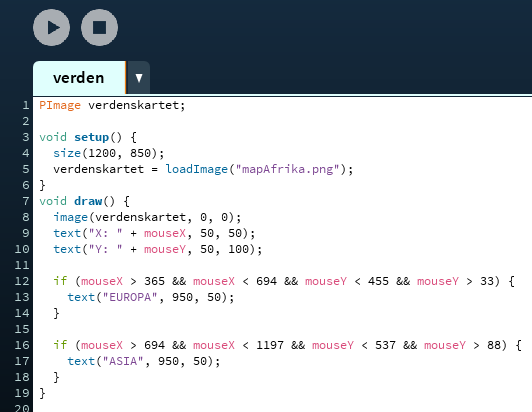 verden
1 PImage verdenskartet;
2
3 void setup() {
4   size(1200, 850);
5   verdenskartet = loadImage("mapAfrika.png");
6 }
7 void draw() {
8   image(verdenskartet, 0, 0);
9   text("X: " + mouseX, 50, 50);
10   text("Y: " + mouseY, 50, 100);
11
12   if (mouseX > 365 && mouseX < 694 && mouseY < 455 && mouseY > 33) {
13     text("EUROPA", 950, 50);
14   }
15
16   if (mouseX > 694 && mouseX < 1197 && mouseY < 537 && mouseY > 88) {
17     text("ASIA", 950, 50);
18   }
19 }
20